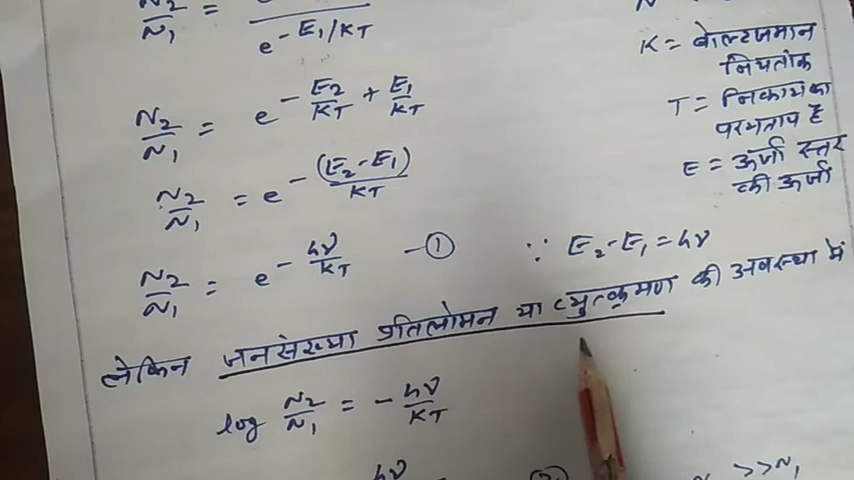 N₂/N₁ = e^-E₁/KT
K = बोल्टजमान
नियतांक
N₂/N₁ = e^ - E₂/KT + E₁/KT
T = निकाय का
परमताप है
N₂/N₁ = e^ - (E₂-E₁)/KT
E = ऊर्जा स्तर
की ऊर्जा
N₂/N₁ = e^ - hν/KT -① ∵ E₂-E₁ = hν
लेकिन जनसंख्या प्रतिलोमन या व्युत्क्रमण की अवस्था में
log N₂/N₁ = - hν/KT
hν >>N₁